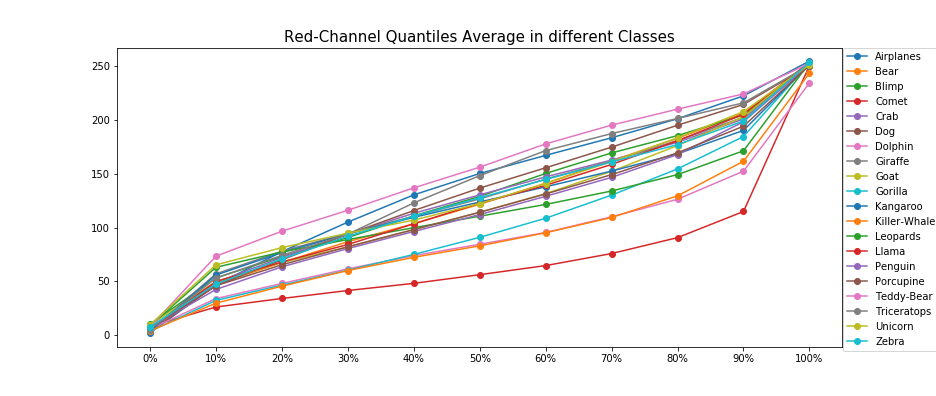 Red-Channel Quantiles Average in different Classes
250
200
150
100
50
0
0% 10% 20% 30% 40% 50% 60% 70% 80% 90% 100%
Airplanes
Bear
Blimp
Comet
Crab
Dog
Dolphin
Giraffe
Goat
Gorilla
Kangaroo
Killer-Whale
Leopards
Llama
Penguin
Porcupine
Teddy-Bear
Triceratops
Unicorn
Zebra